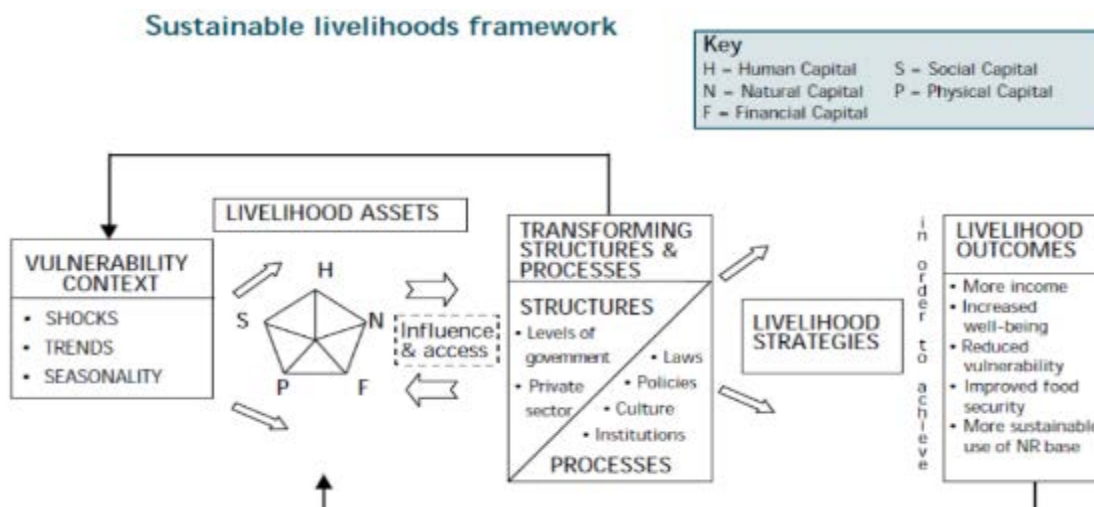 Sustainable livelihoods framework
Key
H – Human Capital S – Social Capital
N – Natural Capital P – Physical Capital
F – Financial Capital
LIVELIHOOD ASSETS
VULNERABILITY
CONTEXT
• SHOCKS
• TRENDS
• SEASONALITY
H
S
N
P
F
Influence
& access
TRANSFORMING
STRUCTURES &
PROCESSES
STRUCTURES
• Levels of
government
• Private
sector
• Laws
• Policies
• Culture
• Institutions
PROCESSES
LIVELIHOOD
STRATEGIES
in order to achieve
LIVELIHOOD
OUTCOMES
• More income
• Increased
well-being
• Reduced
vulnerability
• Improved food
security
• More sustainable
use of NR base